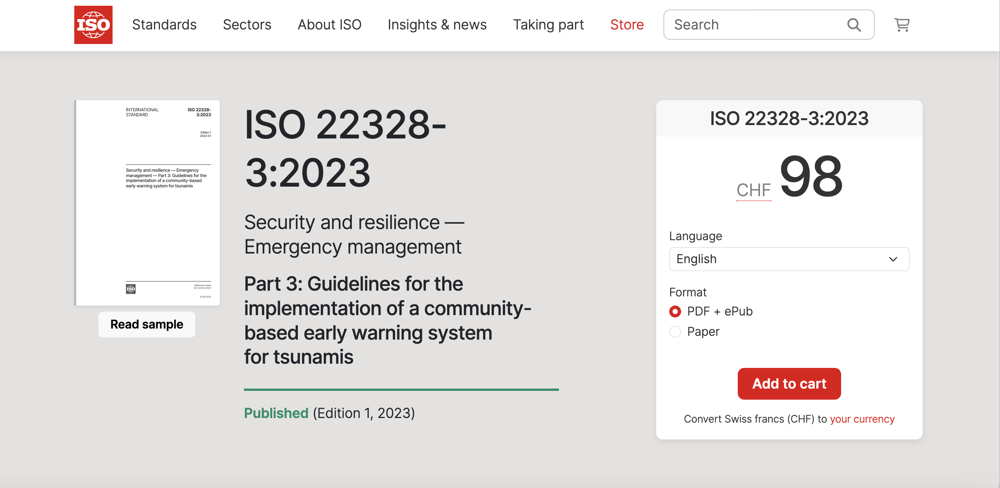 ISO
Standards
Sectors
About ISO
Insights & news
Taking part
Store
Search
INTERNATIONAL
STANDARD
ISO 22328-
3:2023
Edition 1
2023-01
Security and resilience — Emergency
management — Part 3: Guidelines for the
implementation of a community-based
early warning system for tsunamis
ISO
Reference number
ISO 22328-3:2023
© ISO 2025
Read sample
ISO 22328-
3:2023
Security and resilience —
Emergency management
Part 3: Guidelines for the
implementation of a community-
based early warning system
for tsunamis
Published (Edition 1, 2023)
ISO 22328-3:2023
CHF 98
Language
English
Format
PDF + ePub
Paper
Add to cart
Convert Swiss francs (CHF) to your currency